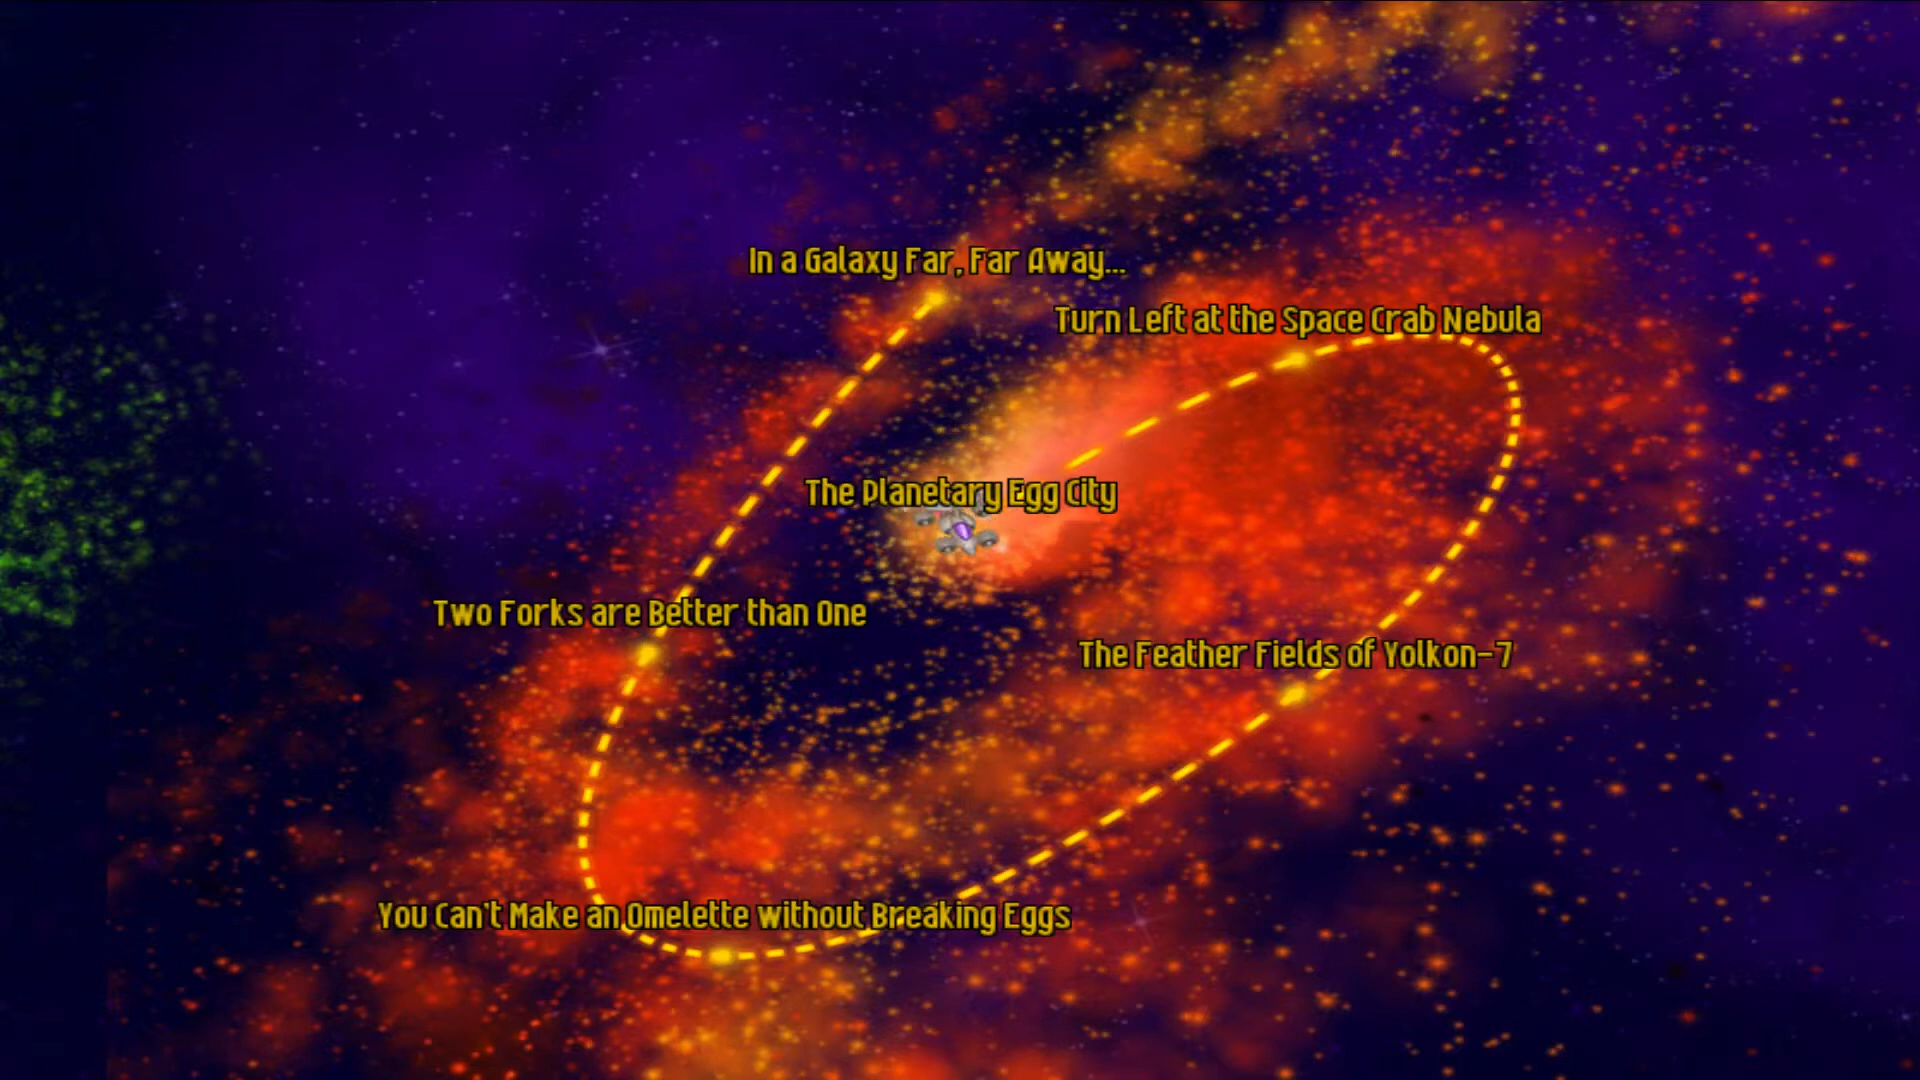 In a Galaxy Far, Far Away...
Turn Left at the Space Crab Nebula
The Planetary Egg City
Two Forks are Better than One
The Feather Fields of Yolkon-7
You Can't Make an Omelette without Breaking Eggs